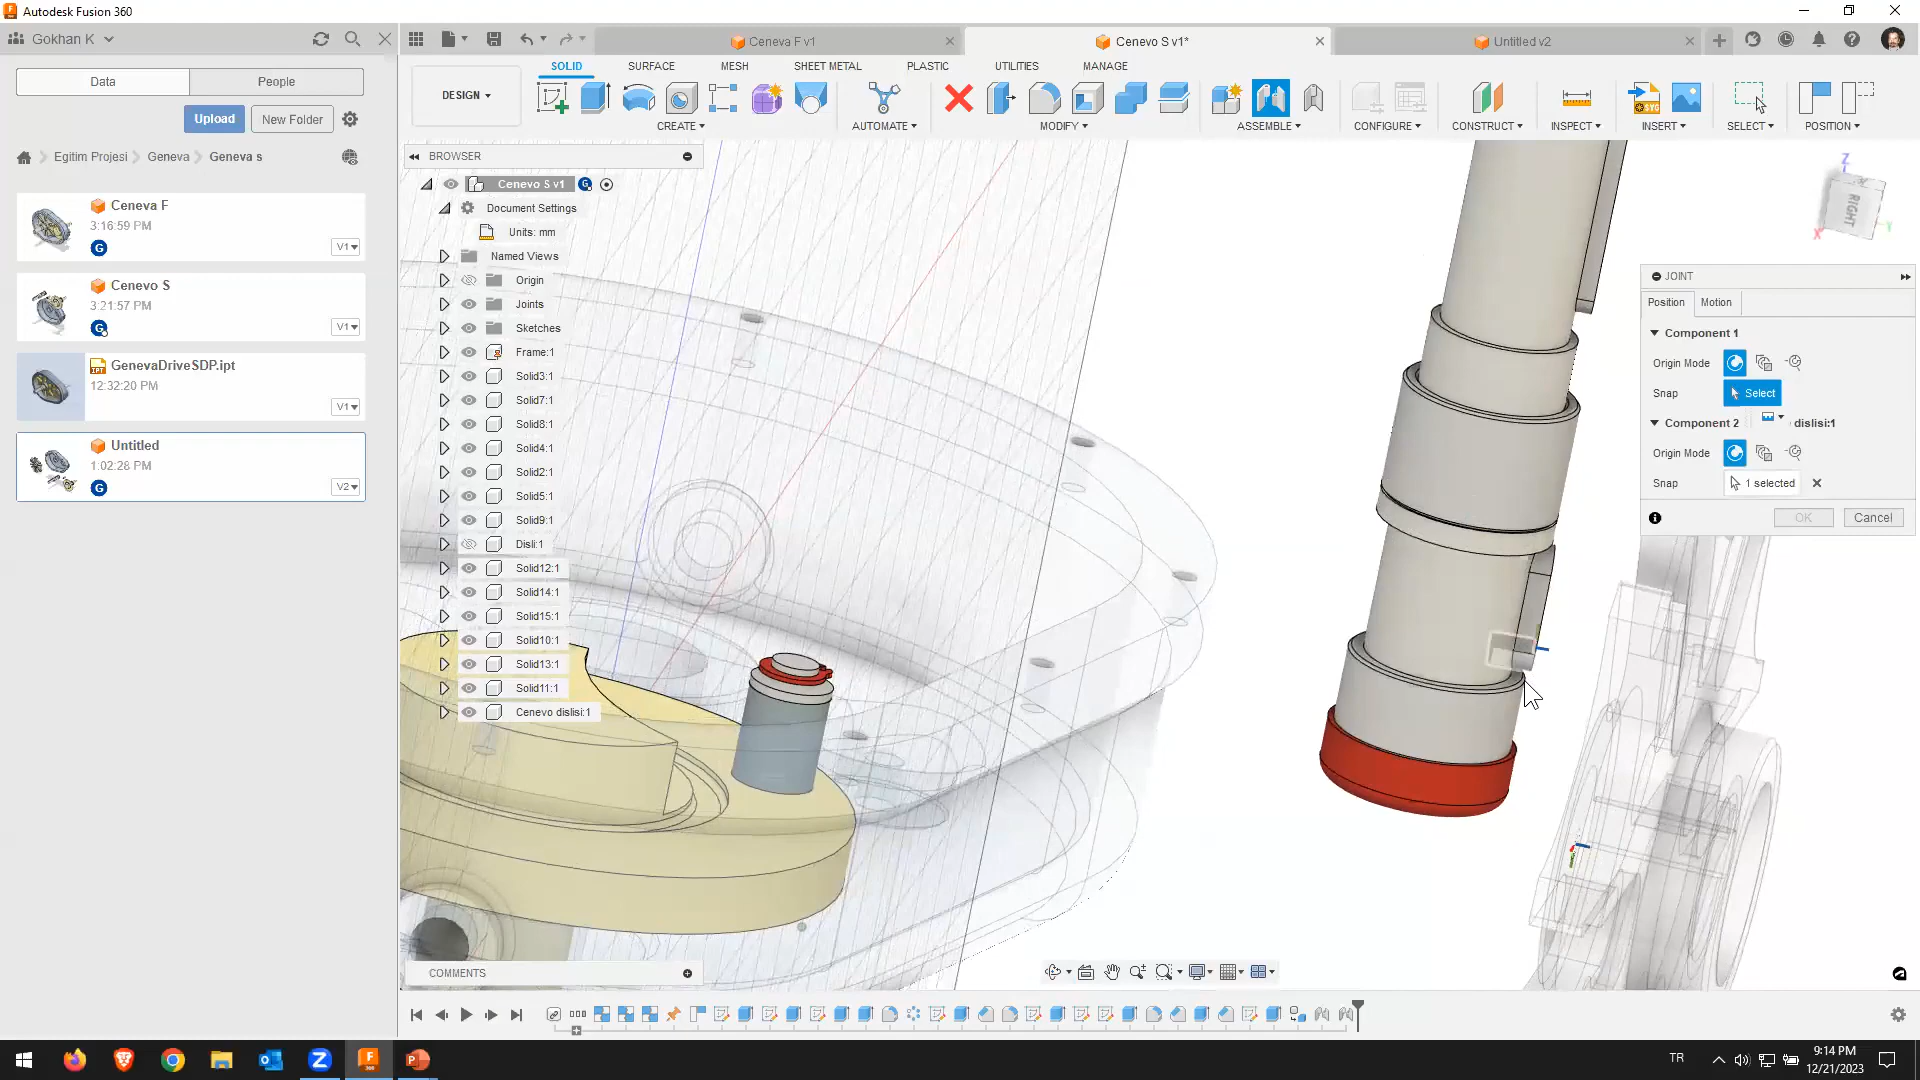 Autodesk Fusion 360
Gokhan K
Ceneva F v1
Cenevo S v1*
Untitled v2
Data
People
Upload
New Folder
Egitim Projesi
Geneva
Geneva s
Ceneva F
3:16:59 PM
V1
Cenevo S
3:21:57 PM
V1
GenevaDriveSDP.ipt
12:32:20 PM
V1
Untitled
1:02:28 PM
V2
DESIGN
SOLID
SURFACE
MESH
SHEET METAL
PLASTIC
UTILITIES
MANAGE
CREATE
AUTOMATE
MODIFY
ASSEMBLE
CONFIGURE
CONSTRUCT
INSPECT
INSERT
SELECT
POSITION
BROWSER
Cenevo S v1
Document Settings
Units: mm
Named Views
Origin
Joints
Sketches
Frame:1
Solid3:1
Solid7:1
Solid8:1
Solid4:1
Solid2:1
Solid5:1
Solid9:1
Disli:1
Solid12:1
Solid14:1
Solid15:1
Solid10:1
Solid13:1
Solid11:1
Cenevo dislisi:1
COMMENTS
Z
RIGHT
X
Y
JOINT
Position
Motion
Component 1
Origin Mode
Snap
Select
Component 2
dislisi:1
Origin Mode
Snap
1 selected
OK
Cancel
TR
9:14 PM
12/21/2023